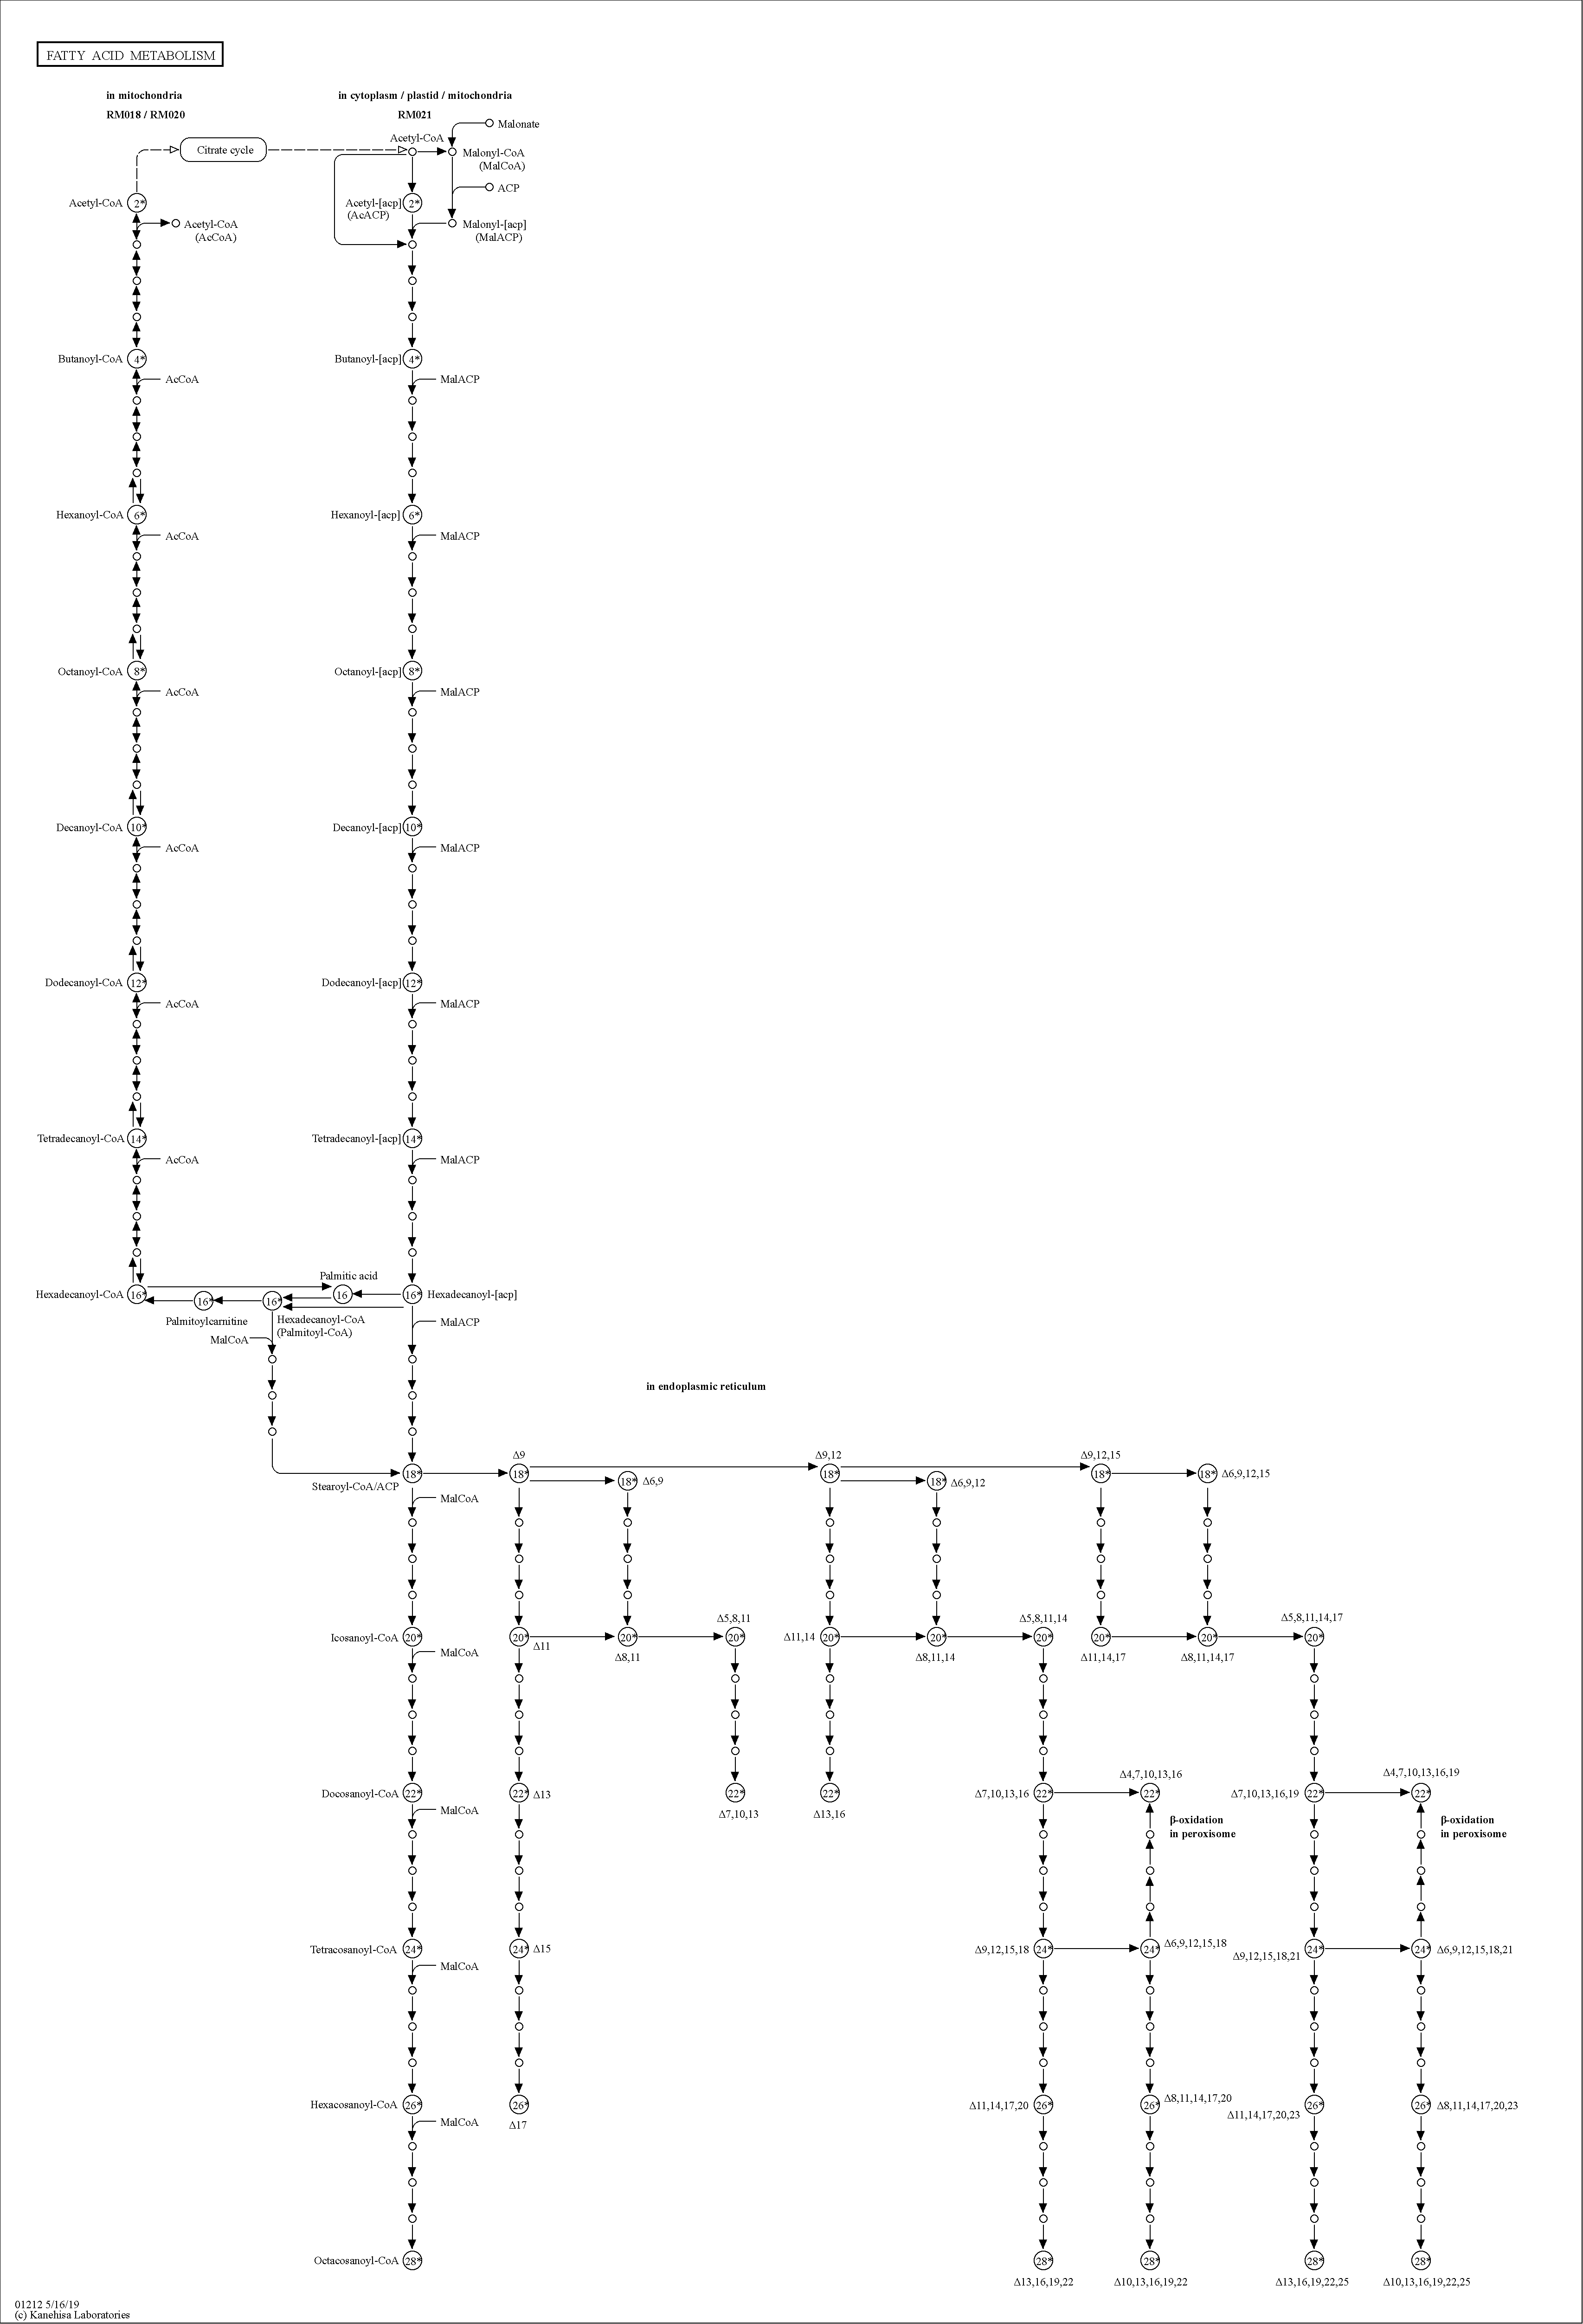 FATTY ACID METABOLISM
in mitochondria
RM018 / RM020
in cytoplasm / plastid / mitochondria
RM021
Malonate
Acetyl-CoA
Citrate cycle
Malonyl-CoA
(MalCoA)
ACP
Acetyl-CoA 2*
Acetyl-[acp] 2*
(AcACP)
Acetyl-CoA
(AcCoA)
Malonyl-[acp]
(MalACP)
Butanoyl-CoA 4*
Butanoyl-[acp] 4*
AcCoA
MalACP
Hexanoyl-CoA 6*
Hexanoyl-[acp] 6*
AcCoA
MalACP
Octanoyl-CoA 8*
Octanoyl-[acp] 8*
AcCoA
MalACP
Decanoyl-CoA 10*
Decanoyl-[acp] 10*
AcCoA
MalACP
Dodecanoyl-CoA 12*
Dodecanoyl-[acp] 12*
AcCoA
MalACP
Tetradecanoyl-CoA 14*
Tetradecanoyl-[acp] 14*
AcCoA
MalACP
Palmitic acid
Hexadecanoyl-CoA 16*
16*
16*
16
16* Hexadecanoyl-[acp]
Palmitoylcarnitine
Hexadecanoyl-CoA
(Palmitoyl-CoA)
MalACP
MalCoA
in endoplasmic reticulum
Δ9
Δ9,12
Δ9,12,15
18*
18*
18* Δ6,9
18*
18* Δ6,9,12
18*
18* Δ6,9,12,15
Stearoyl-CoA/ACP
MalCoA
Δ5,8,11
Δ5,8,11,14
Δ5,8,11,14,17
Icosanoyl-CoA 20*
20* Δ11
20*
20*
Δ11,14 20*
20*
20*
20*
20*
20*
MalCoA
Δ8,11
Δ8,11,14
Δ11,14,17
Δ8,11,14,17
Δ4,7,10,13,16
Δ4,7,10,13,16,19
Docosanoyl-CoA 22*
22* Δ13
22*
22*
Δ7,10,13,16 22*
22*
Δ7,10,13,16,19 22*
22*
MalCoA
Δ7,10,13
Δ13,16
β-oxidation
in peroxisome
β-oxidation
in peroxisome
Tetracosanoyl-CoA 24*
24* Δ15
Δ9,12,15,18 24*
24* Δ6,9,12,15,18
Δ9,12,15,18,21 24*
24* Δ6,9,12,15,18,21
MalCoA
Hexacosanoyl-CoA 26*
26*
Δ11,14,17,20 26*
26* Δ8,11,14,17,20
Δ11,14,17,20,23 26*
26* Δ8,11,14,17,20,23
MalCoA
Δ17
Octacosanoyl-CoA 28*
28*
28*
28*
28*
Δ13,16,19,22
Δ10,13,16,19,22
Δ13,16,19,22,25
Δ10,13,16,19,22,25
01212 5/16/19
(c) Kanehisa Laboratories